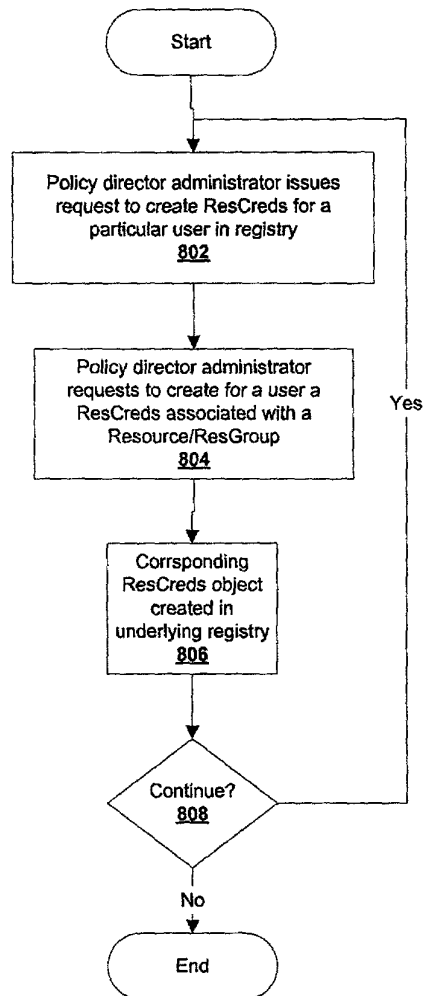 Start
Policy director administrator issues
request to create ResCreds for a
particular user in registry
802
Policy director administrator
requests to create for a user a
ResCreds associated with a
Resource/ResGroup
804
Yes
Corrsponding
ResCreds object
created in
underlying registry
806
Continue?
808
No
End